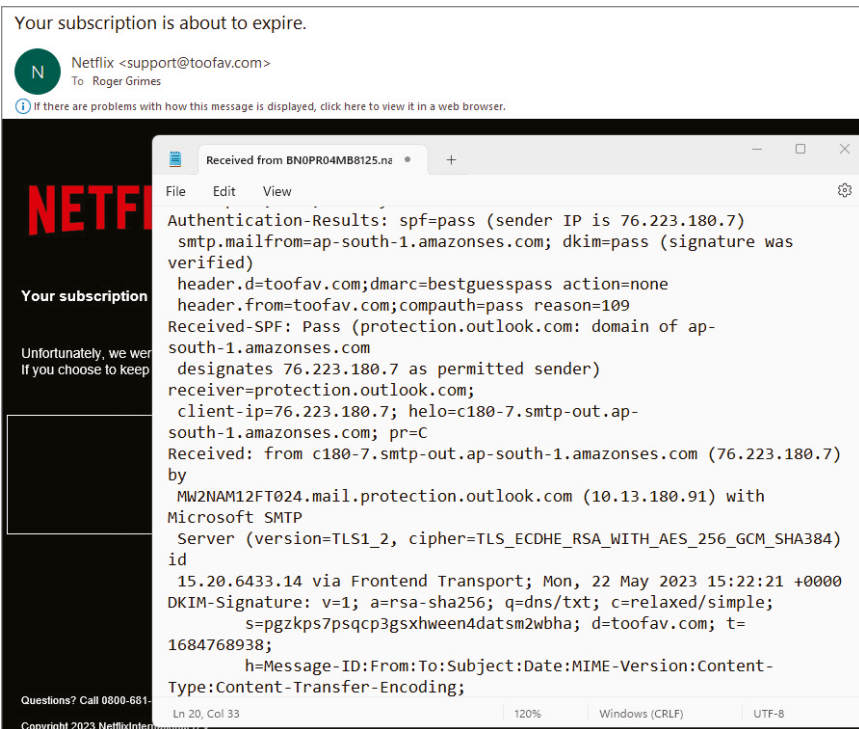 Your subscription is about to expire.
N
Netflix <support@toofav.com>
To Roger Grimes
If there are problems with how this message is displayed, click here to view it in a web browser.
NETF
Your subscription
Unfortunately, we
If you choose to keep
Questions? Call 0800-681-
Copyright 2023
Received from BN0PR04MB8125.na
File Edit View
Authentication-Results: spf=pass (sender IP is 76.223.180.7)
smtp.mailfrom=ap-south-1.amazonses.com; dkim=pass (signature was
verified)
header.d=toofav.com;dmarc=bestguesspass action=none
header.from=toofav.com;compauth=pass reason=109
Received-SPF: Pass (protection.outlook.com: domain of ap-
south-1.amazonses.com
designates 76.223.180.7 as permitted sender)
receiver=protection.outlook.com;
client-ip=76.223.180.7; helo=c180-7.smtp-out.ap-
south-1.amazonses.com; pr=C
Received: from c180-7.smtp-out.ap-south-1.amazonses.com (76.223.180.7)
by
MW2NAM12FT024.mail.protection.outlook.com (10.13.180.91) with
Microsoft SMTP
Server (version=TLS1_2, cipher=TLS_ECDHE_RSA_WITH_AES_256_GCM_SHA384)
id
15.20.6433.14 via Frontend Transport; Mon, 22 May 2023 15:22:21 +0000
DKIM-Signature: v=1; a=rsa-sha256; q=dns/txt; c=relaxed/simple;
s=pgzkps7psqcp3gsxhween4datsm2wbha; d=toofav.com; t=
1684768938;
h=Message-ID:From:To:Subject:Date:MIME-Version:Content-
Type:Content-Transfer-Encoding;
Ln 20, Col 33 120% Windows (CRLF) UTF-8